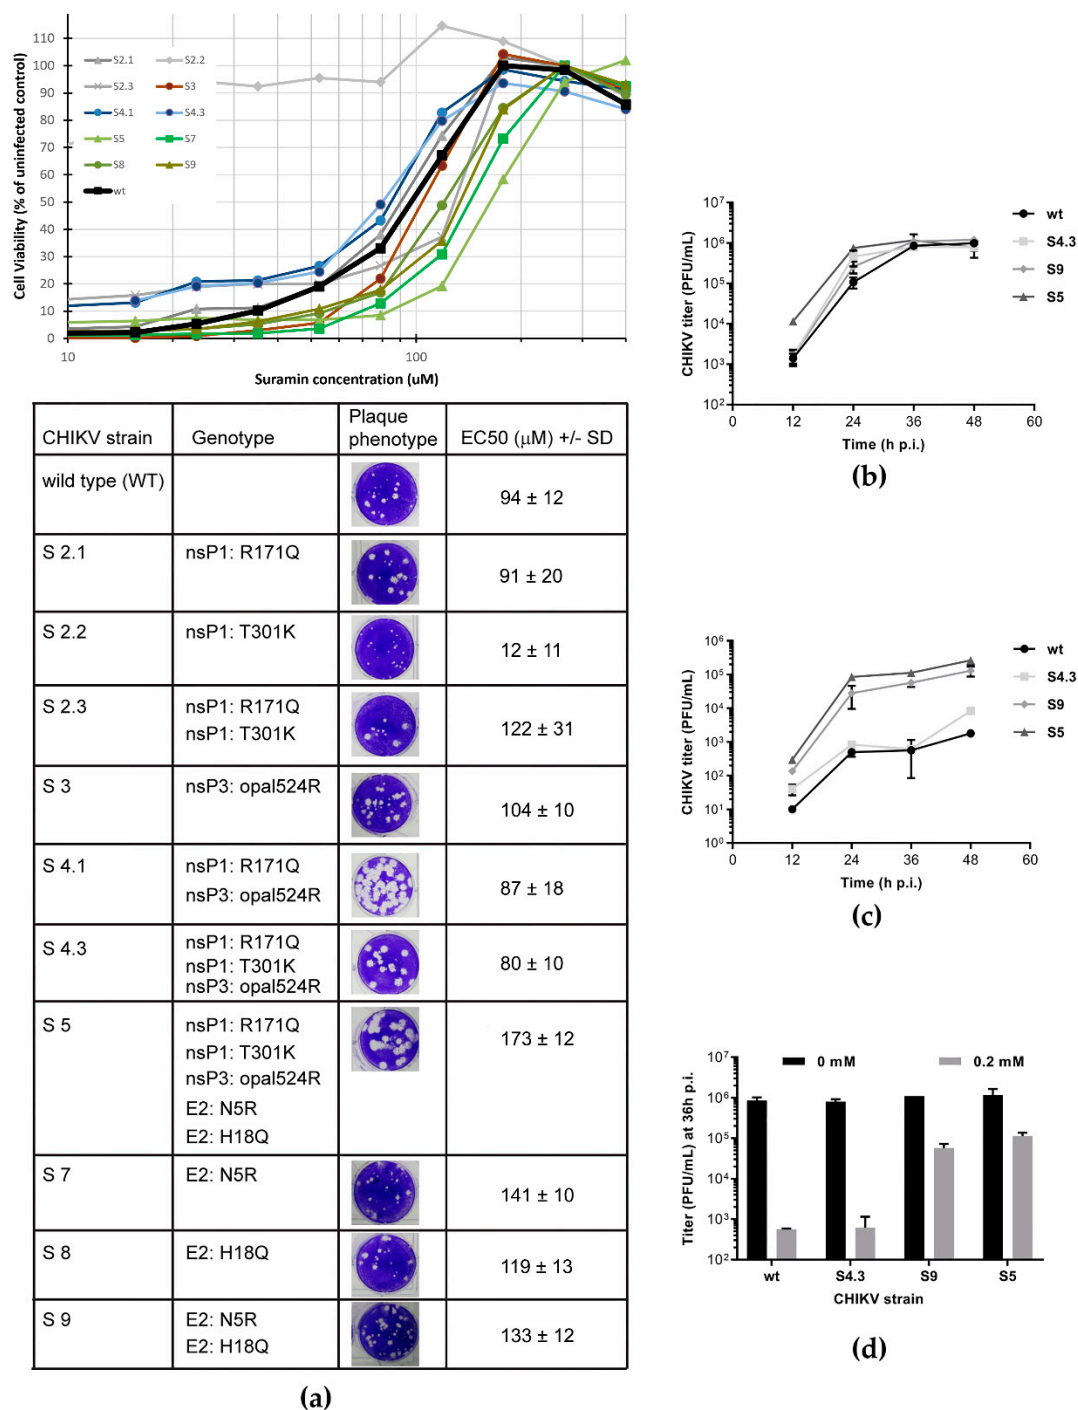 110
100
90
80
70
60
50
40
30
20
10
0
10
100
Cell Viability (% of uninfected control)
Suramin concentration (uM)
S2.1
S2.2
S2.3
S3
S4.1
S4.3
S5
S7
S8
S9
wt
CHIKV strain
Genotype
Plaque
phenotype
EC50 (μM) +/- SD
wild type (WT)
94 ± 12
S 2.1
nsP1: R171Q
91 ± 20
S 2.2
nsP1: T301K
12 ± 11
S 2.3
nsP1: R171Q
nsP1: T301K
122 ± 31
S 3
nsP3: opal524R
104 ± 10
S 4.1
nsP1: R171Q
nsP3: opal524R
87 ± 18
S 4.3
nsP1: R171Q
nsP1: T301K
nsP3: opal524R
80 ± 10
S 5
nsP1: R171Q
nsP1: T301K
nsP3: opal524R
E2: N5R
E2: H18Q
173 ± 12
S 7
E2: N5R
141 ± 10
S 8
E2: H18Q
119 ± 13
S 9
E2: N5R
E2: H18Q
133 ± 12
(a)
CHIKV titer (PFU/mL)
10⁷
10⁶
10⁵
10⁴
10³
10²
0
12
24
36
48
60
Time (h p.i.)
wt
S4.3
S9
S5
(b)
CHIKV titer (PFU/mL)
10⁶
10⁵
10⁴
10³
10²
10¹
10⁰
0
12
24
36
48
60
Time (h p.i.)
wt
S4.3
S9
S5
(c)
Titer (PFU/mL) at 36h p.i.
10⁷
10⁶
10⁵
10⁴
10³
10²
0 mM
0.2 mM
wt
S4.3
S9
S5
CHIKV strain
(d)